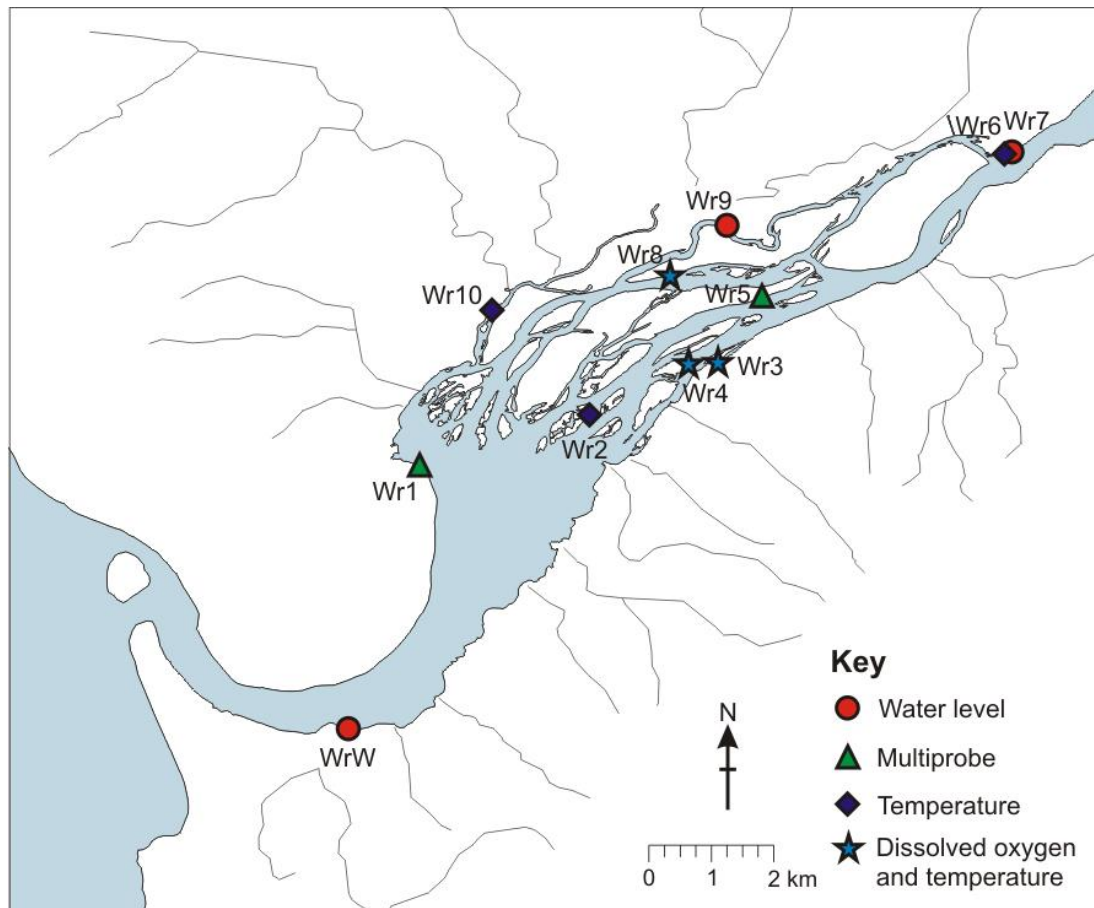 Wr6
Wr7
Wr9
Wr8
Wr10
Wr5
Wr3
Wr4
Wr2
Wr1
WrW
N
0 1 2 km
Key
Water level
Multiprobe
Temperature
Dissolved oxygen
and temperature